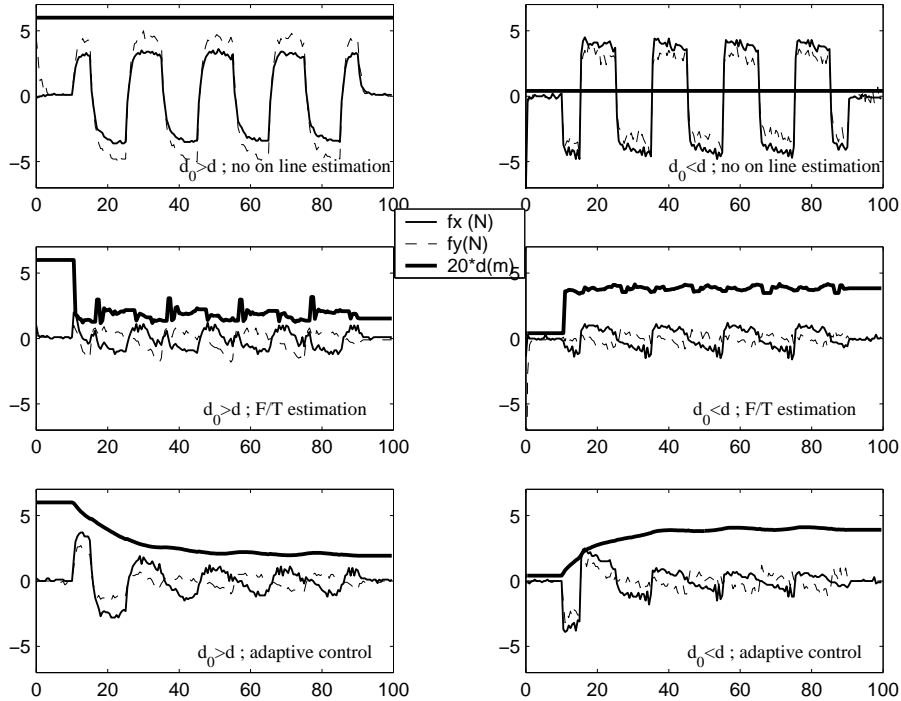 5
0
−5
0 20 40 60 80 100
d0>d ; no on line estimation
5
0
−5
0 20 40 60 80 100
d0<d ; no on line estimation
fx (N)
fy(N)
20*d(m)
5
0
−5
0 20 40 60 80 100
d0>d ; F/T estimation
5
0
−5
0 20 40 60 80 100
d0<d ; F/T estimation
5
0
−5
0 20 40 60 80 100
d0>d ; adaptive control
5
0
−5
0 20 40 60 80 100
d0<d ; adaptive control